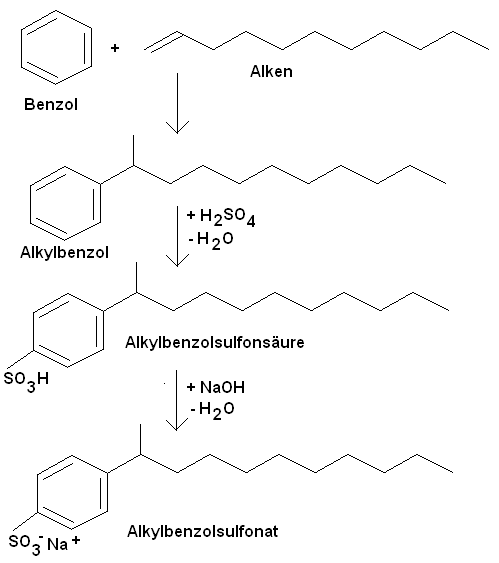 +
Benzol
Alken
+ H2SO4
- H2O
Alkylbenzol
Alkylbenzolsulfonsäure
SO3H
+ NaOH
- H2O
Alkylbenzolsulfonat
SO3- Na+